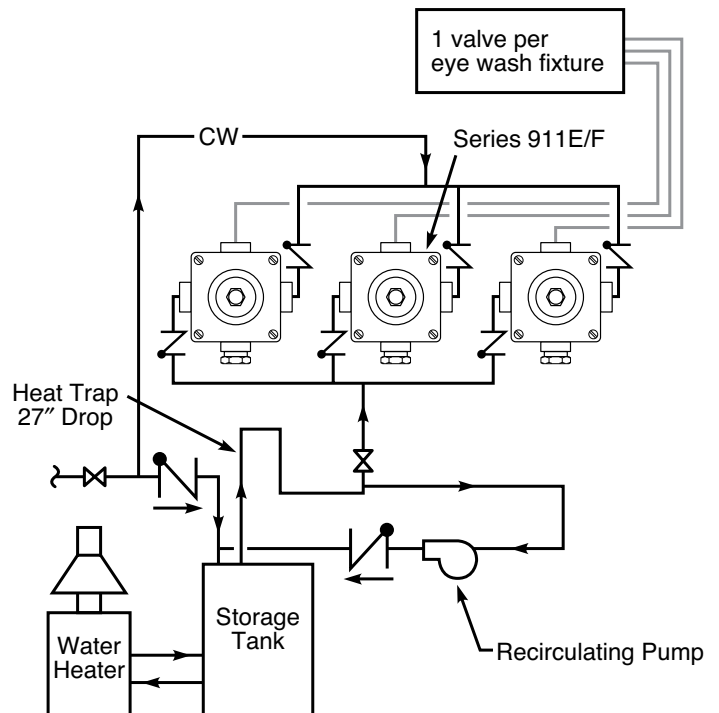 1 valve per
eye wash fixture
CW
Series 911E/F
Heat Trap
27″ Drop
Storage
Tank
Water
Heater
Recirculating Pump